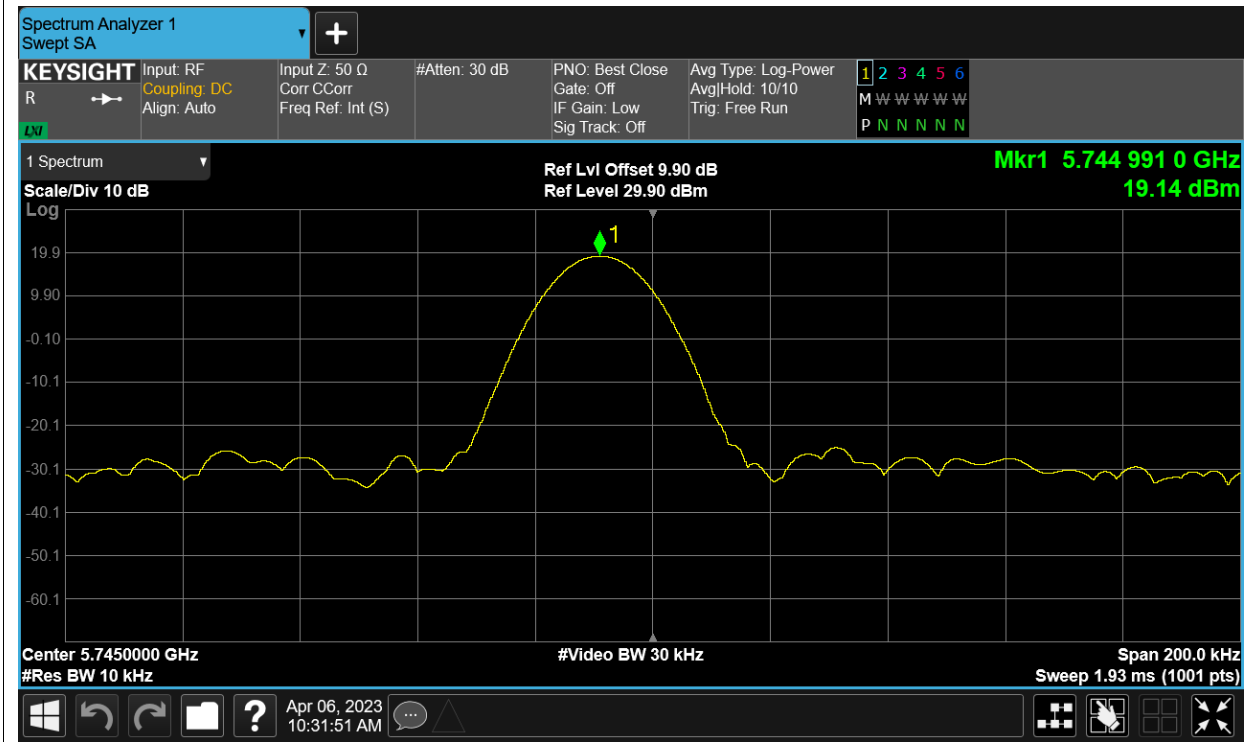 Spectrum Analyzer 1
Swept SA
KEYSIGHT
R
LXI
Input: RF
Coupling: DC
Align: Auto
Input Z: 50 Ω
Corr CCorr
Freq Ref: Int (S)
#Atten: 30 dB
PNO: Best Close
Gate: Off
IF Gain: Low
Sig Track: Off
Avg Type: Log-Power
Avg|Hold: 10/10
Trig: Free Run
1 2 3 4 5 6
M W W W W W
P N N N N N
1 Spectrum
Scale/Div 10 dB
Log
Ref Lvl Offset 9.90 dB
Ref Level 29.90 dBm
Mkr1 5.744 991 0 GHz
19.14 dBm
1
19.9
9.90
-0.10
-10.1
-20.1
-30.1
-40.1
-50.1
-60.1
Center 5.7450000 GHz
#Res BW 10 kHz
#Video BW 30 kHz
Span 200.0 kHz
Sweep 1.93 ms (1001 pts)
?
Apr 06, 2023
10:31:51 AM